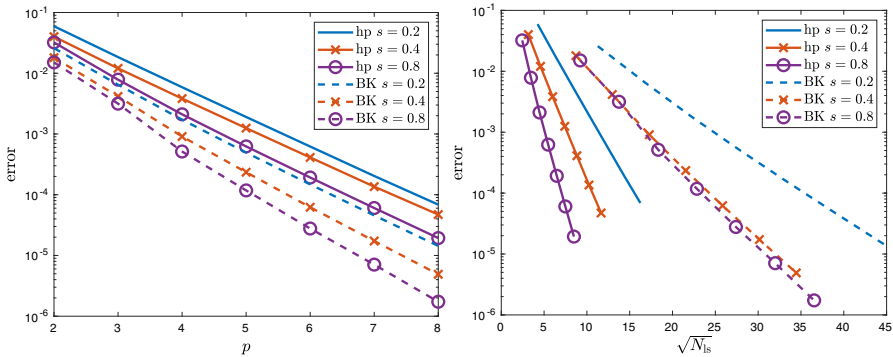 10^{-1}
10^{-2}
10^{-3}
10^{-4}
10^{-5}
10^{-6}
error
2 3 4 5 6 7 8
p
hp s = 0.2
hp s = 0.4
hp s = 0.8
BK s = 0.2
BK s = 0.4
BK s = 0.8
10^{-1}
10^{-2}
10^{-3}
10^{-4}
10^{-5}
10^{-6}
error
0 5 10 15 20 25 30 35 40 45
\sqrt{N_{ls}}
hp s = 0.2
hp s = 0.4
hp s = 0.8
BK s = 0.2
BK s = 0.4
BK s = 0.8